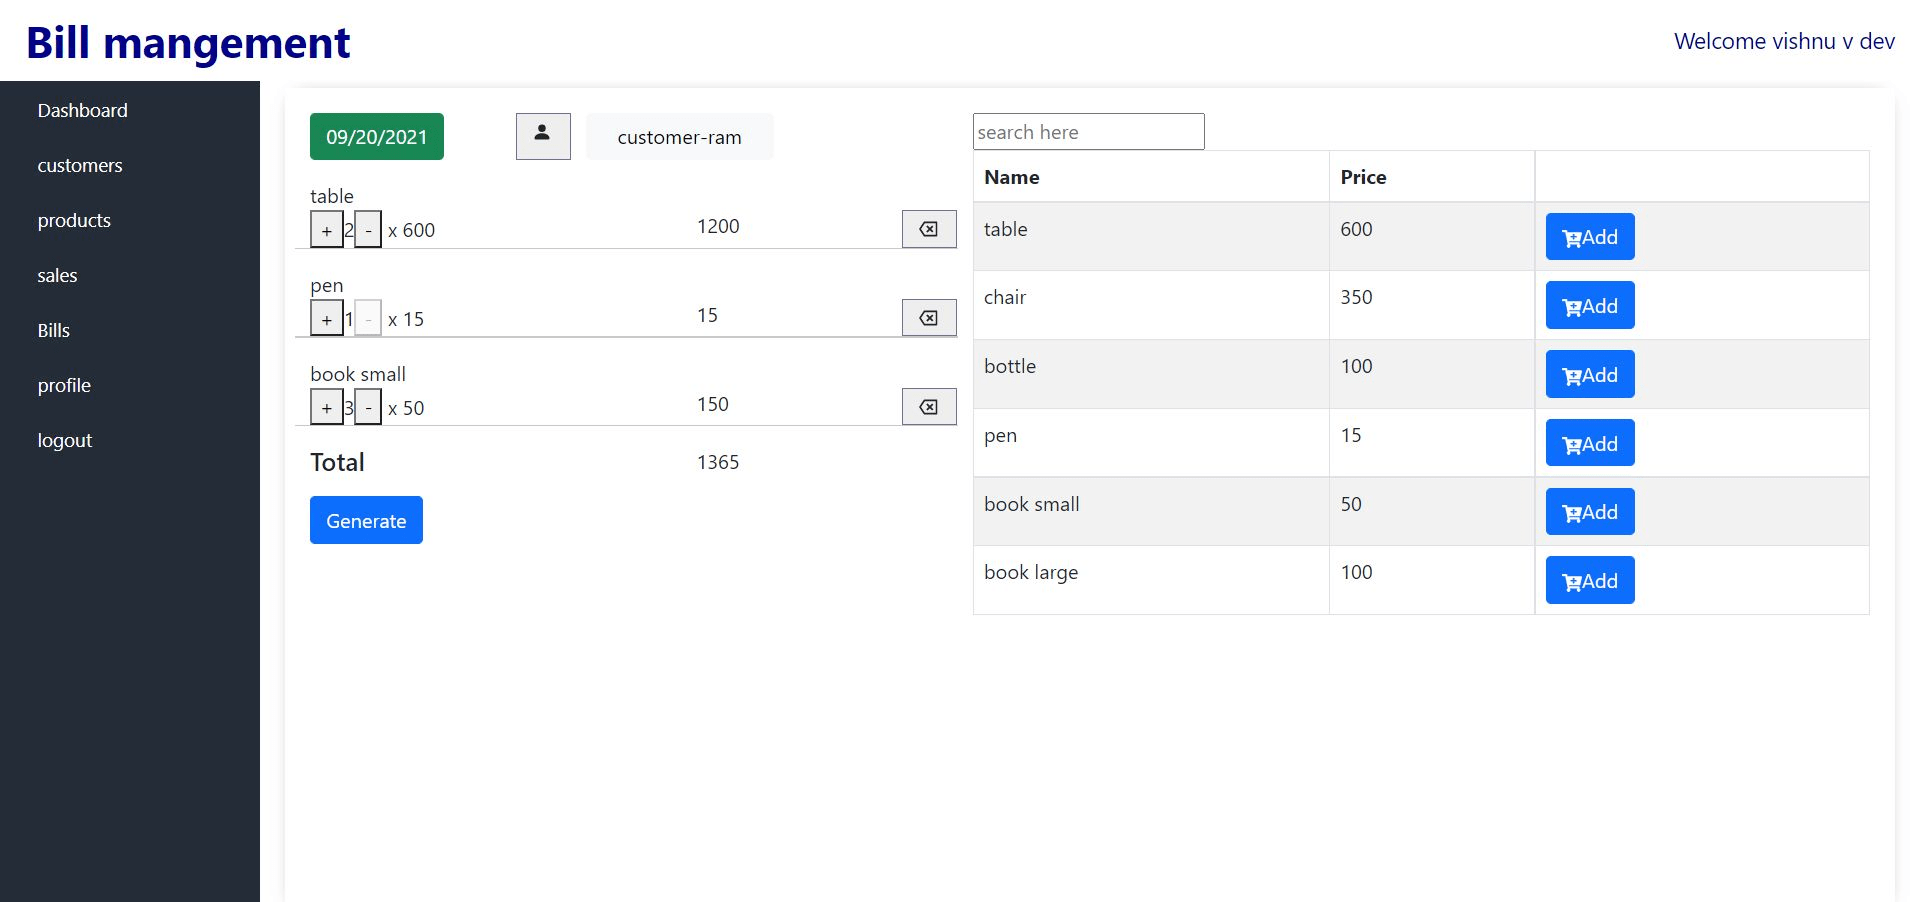 Bill mangement
Welcome vishnu v dev
Dashboard
customers
products
sales
Bills
profile
logout
09/20/2021
customer-ram
table
+ 2 - x 600 1200
pen
+ 1 - x 15 15
book small
+ 3 - x 50 150
Total 1365
Generate
search here
Name Price
table 600 Add
chair 350 Add
bottle 100 Add
pen 15 Add
book small 50 Add
book large 100 Add